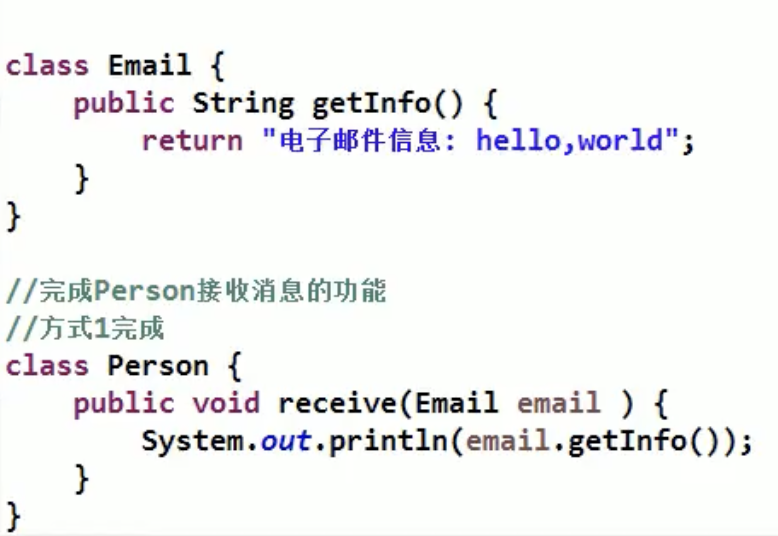 class Email {
    public String getInfo() {
        return "电子邮件信息: hello,world";
    }
}
//完成Person接收消息的功能
//方式1完成
class Person {
    public void receive(Email email ) {
        System.out.println(email.getInfo());
    }
}